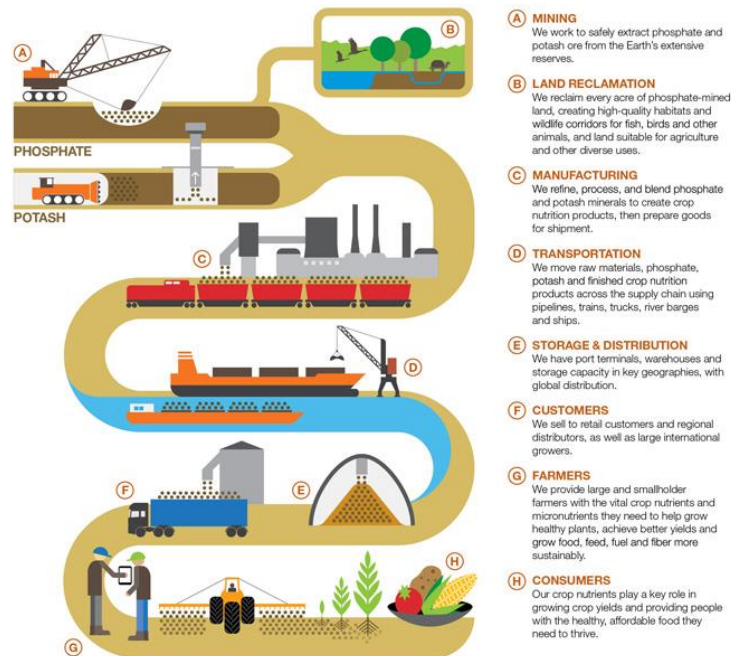 A
B
PHOSPHATE
POTASH
C
D
F
E
H
G
A MINING
We work to safely extract phosphate and
potash ore from the Earth's extensive
reserves.
B LAND RECLAMATION
We reclaim every acre of phosphate-mined
land, creating high-quality habitats and
wildlife corridors for fish, birds and other
animals, and land suitable for agriculture
and other diverse uses.
C MANUFACTURING
We refine, process, and blend phosphate
and potash minerals to create crop
nutrition products, then prepare goods
for shipment.
D TRANSPORTATION
We move raw materials, phosphate,
potash and finished crop nutrition
products across the supply chain using
pipelines, trains, trucks, river barges
and ships.
E STORAGE & DISTRIBUTION
We have port terminals, warehouses and
storage capacity in key geographies, with
global distribution.
F CUSTOMERS
We sell to retail customers and regional
distributors, as well as large international
growers.
G FARMERS
We provide large and smallholder
farmers with the vital crop nutrients and
micronutrients they need to help grow
healthy plants, achieve better yields and
grow food, feed, fuel and fiber more
sustainably.
H CONSUMERS
Our crop nutrients play a key role in
growing crop yields and providing people
with the healthy, affordable food they
need to thrive.